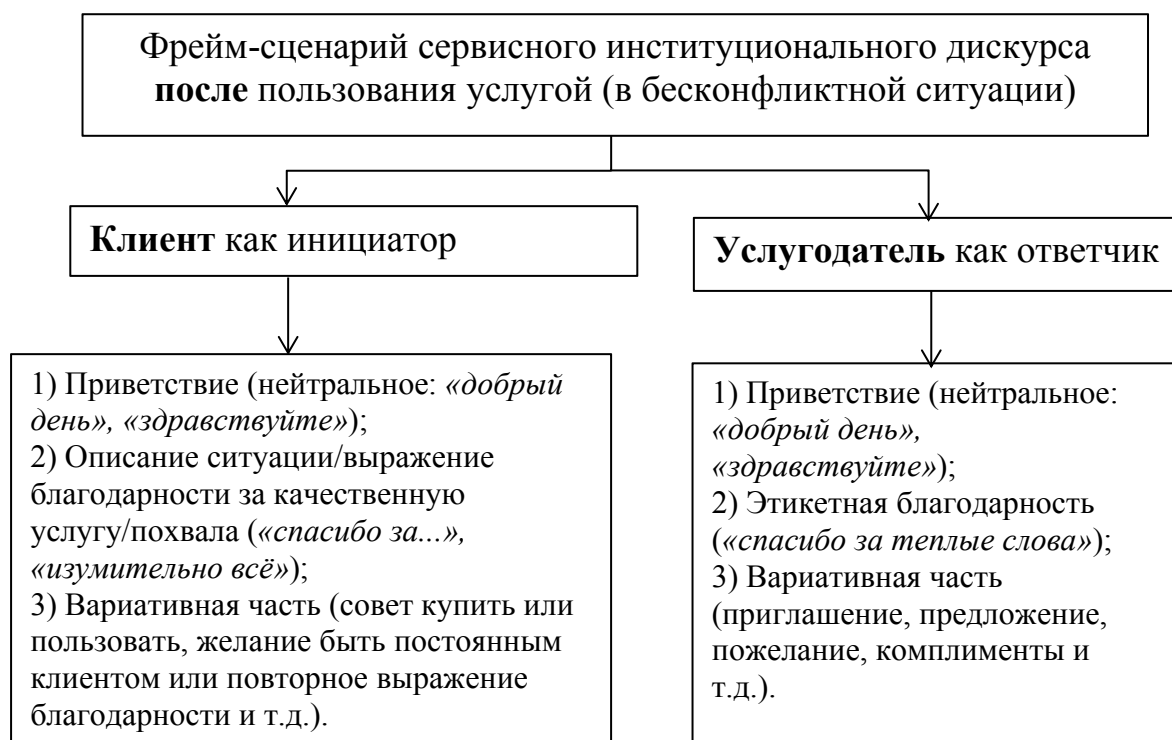 Фрейм-сценарий сервисного институционального дискурса
после пользования услугой (в бесконфликтной ситуации)
Клиент как инициатор
Услугодатель как ответчик
1) Приветствие (нейтральное: «добрый
день», «здравствуйте»);
2) Описание ситуации/выражение
благодарности за качественную
услугу/похвала («спасибо за...»,
«изумительно всё»);
3) Вариативная часть (совет купить или
пользовать, желание быть постоянным
клиентом или повторное выражение
благодарности и т.д.).
1) Приветствие (нейтральное:
«добрый день»,
«здравствуйте»);
2) Этикетная благодарность
(«спасибо за теплые слова»);
3) Вариативная часть
(приглашение, предложение,
пожелание, комплименты и
т.д.).